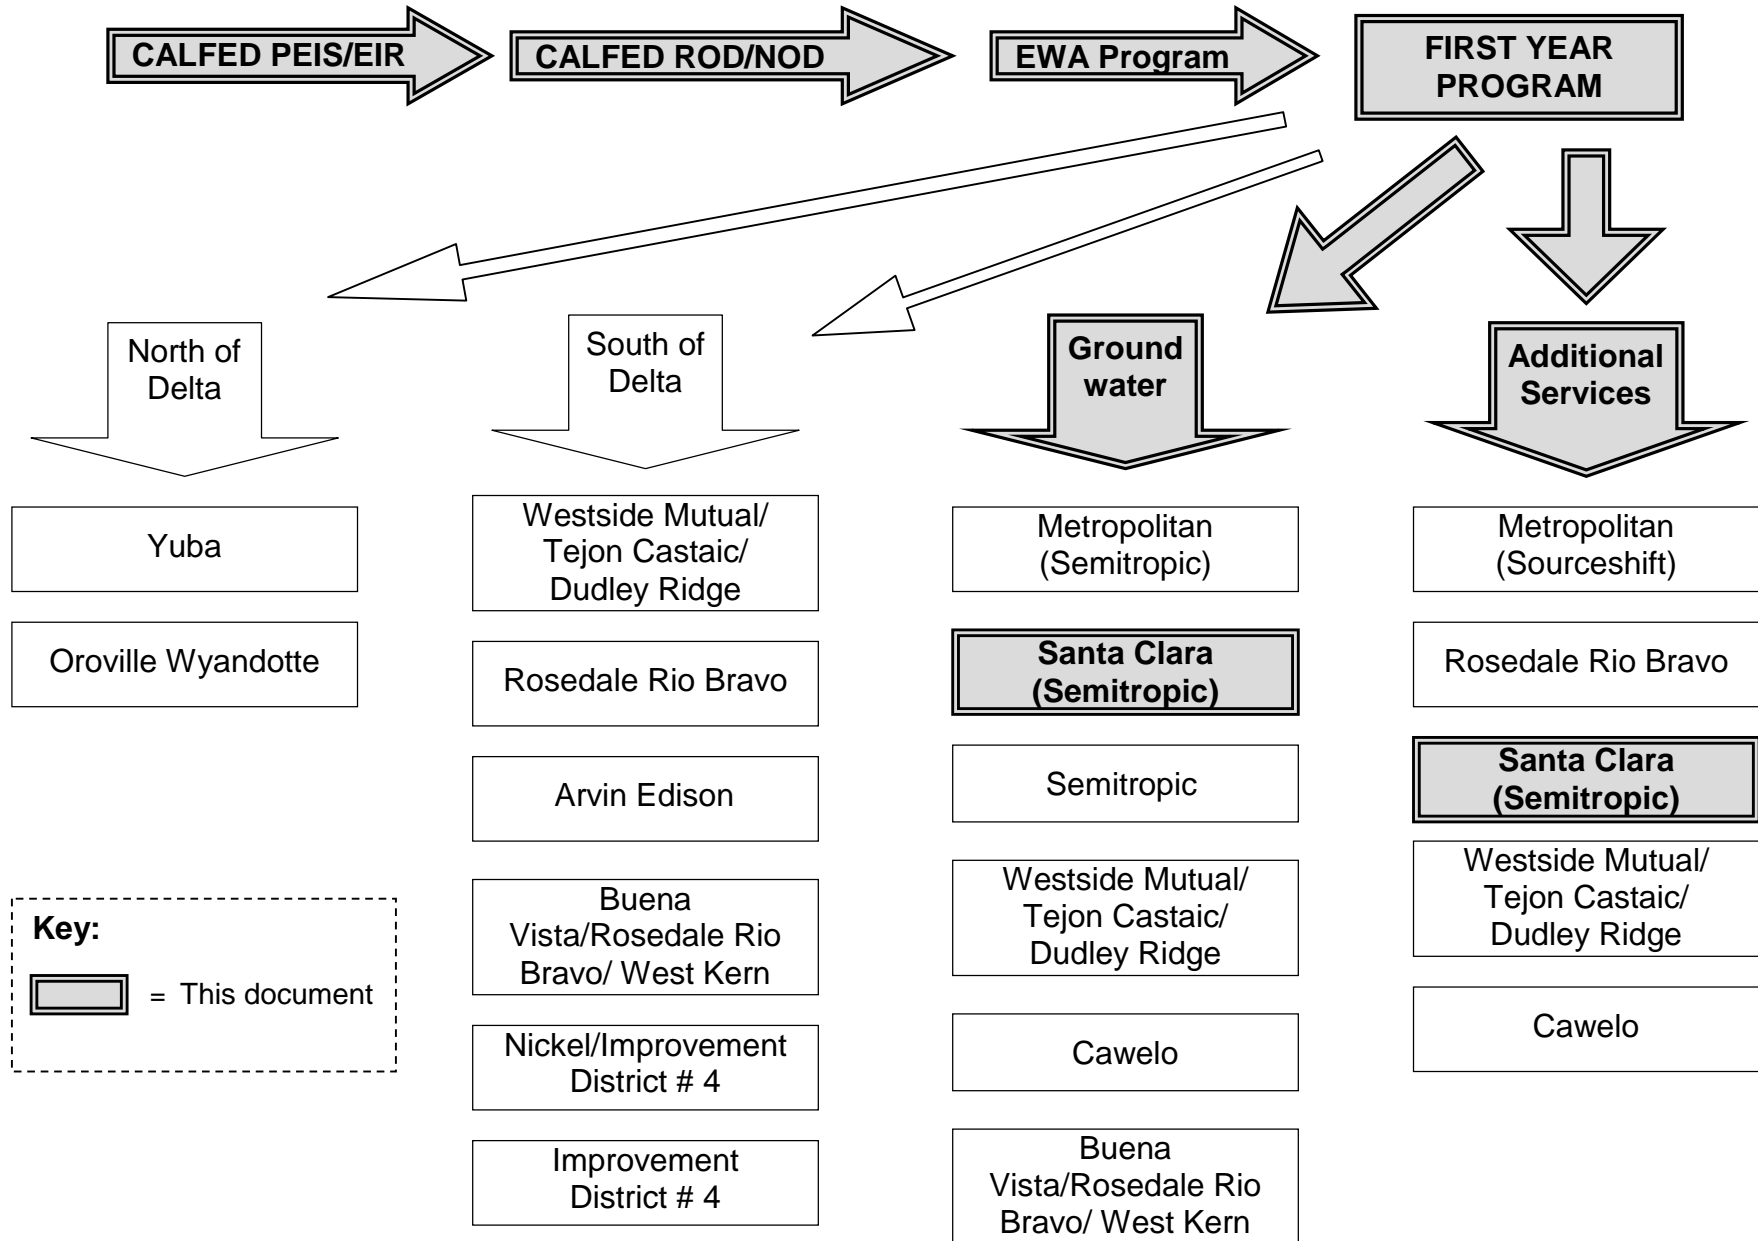 CALFED PEIS/EIR
CALFED ROD/NOD
EWA Program
FIRST YEAR
PROGRAM
North of
Delta
Yuba
Oroville Wyandotte
South of
Delta
Westside Mutual/
Tejon Castaic/
Dudley Ridge
Rosedale Rio Bravo
Arvin Edison
Buena
Vista/Rosedale Rio
Bravo/ West Kern
Nickel/Improvement
District # 4
Improvement
District # 4
Ground
water
Metropolitan
(Semitropic)
Santa Clara
(Semitropic)
Semitropic
Westside Mutual/
Tejon Castaic/
Dudley Ridge
Cawelo
Buena
Vista/Rosedale Rio
Bravo/ West Kern
Additional
Services
Metropolitan
(Sourceshift)
Rosedale Rio Bravo
Santa Clara
(Semitropic)
Westside Mutual/
Tejon Castaic/
Dudley Ridge
Cawelo
Key:
= This document